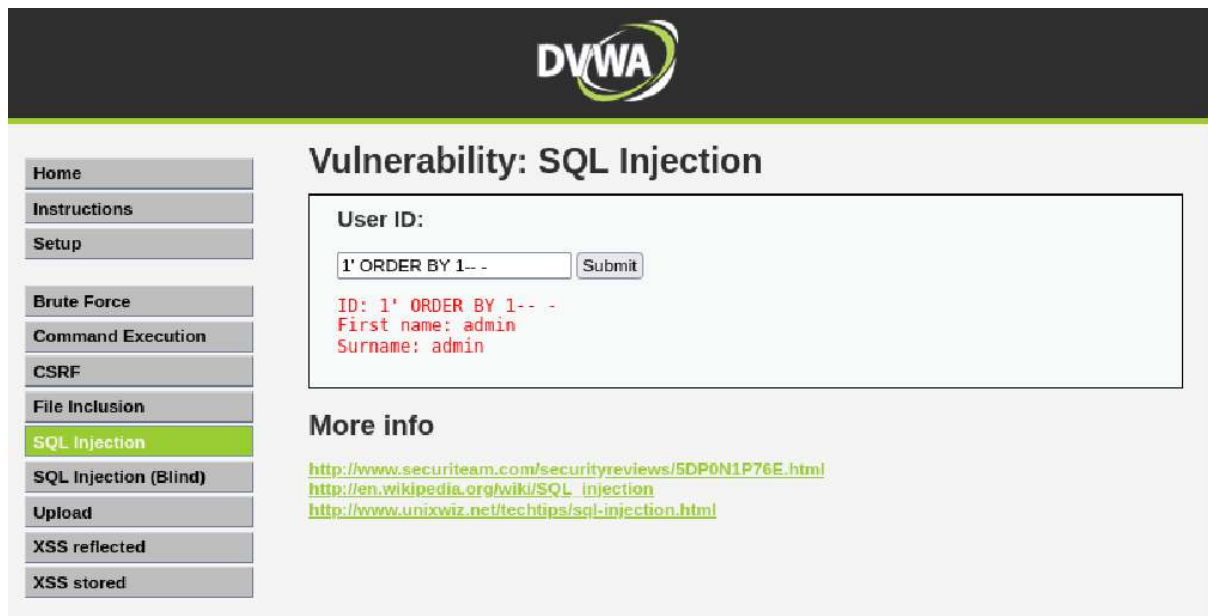 DVWA
Home
Instructions
Setup
Brute Force
Command Execution
CSRF
File Inclusion
SQL Injection
SQL Injection (Blind)
Upload
XSS reflected
XSS stored
Vulnerability: SQL Injection
User ID:
1' ORDER BY 1-- - Submit
ID: 1' ORDER BY 1-- -
First name: admin
Surname: admin
More info
http://www.securiteam.com/securityreviews/5DP0N1P76E.html
http://en.wikipedia.org/wiki/SQL_injection
http://www.unixwiz.net/techtips/sql-injection.html